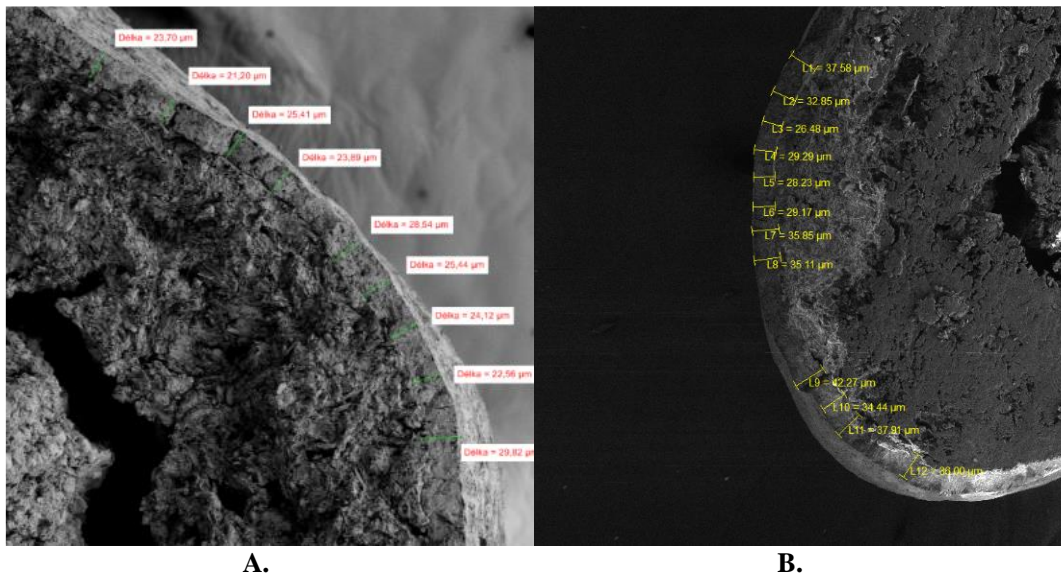 Délka = 23,70 µm
Délka = 21,20 µm
Délka = 25,41 µm
Délka = 23,89 µm
Délka = 28,54 µm
Délka = 25,44 µm
Délka = 24,12 µm
Délka = 22,56 µm
Délka = 29,82 µm
L1 = 37.58 µm
L2 = 32.85 µm
L3 = 26.48 µm
L4 = 29.29 µm
L5 = 28.23 µm
L6 = 29.17 µm
L7 = 35.85 µm
L8 = 35.11 µm
L9 = 42.27 µm
L10 = 34.44 µm
L11 = 37.91 µm
L12 = 36.00 µm
A.
B.